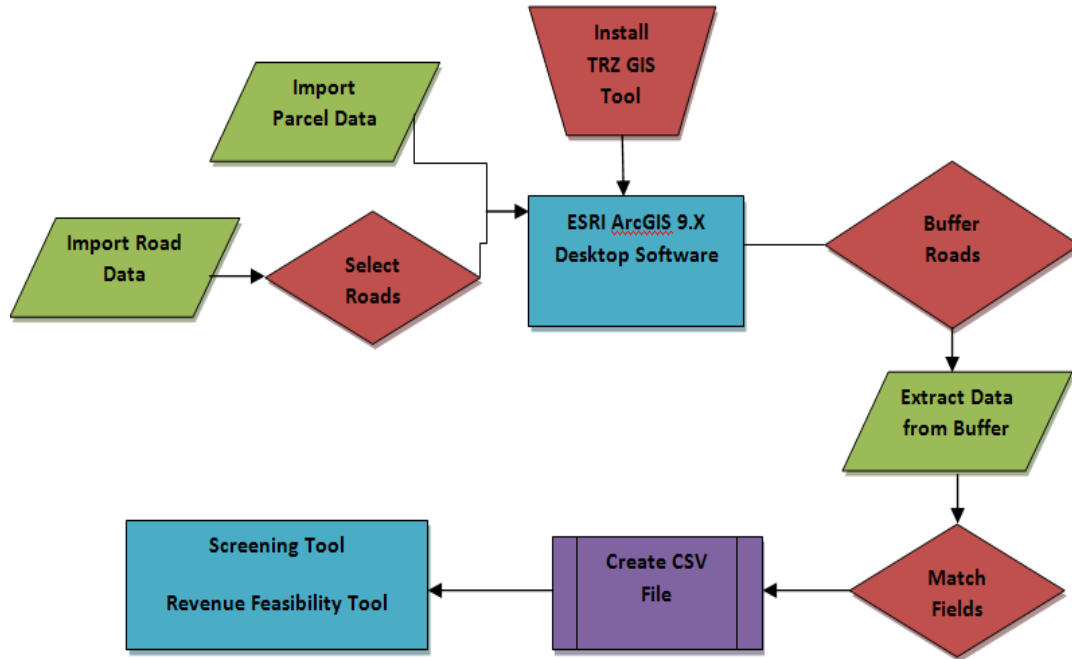 Install
TRZ GIS
Tool
Import
Parcel Data
Import Road
Data
Select
Roads
ESRI ArcGIS 9.X
Desktop Software
Buffer
Roads
Extract Data
from Buffer
Match
Fields
Create CSV
File
Screening Tool
Revenue Feasibility Tool